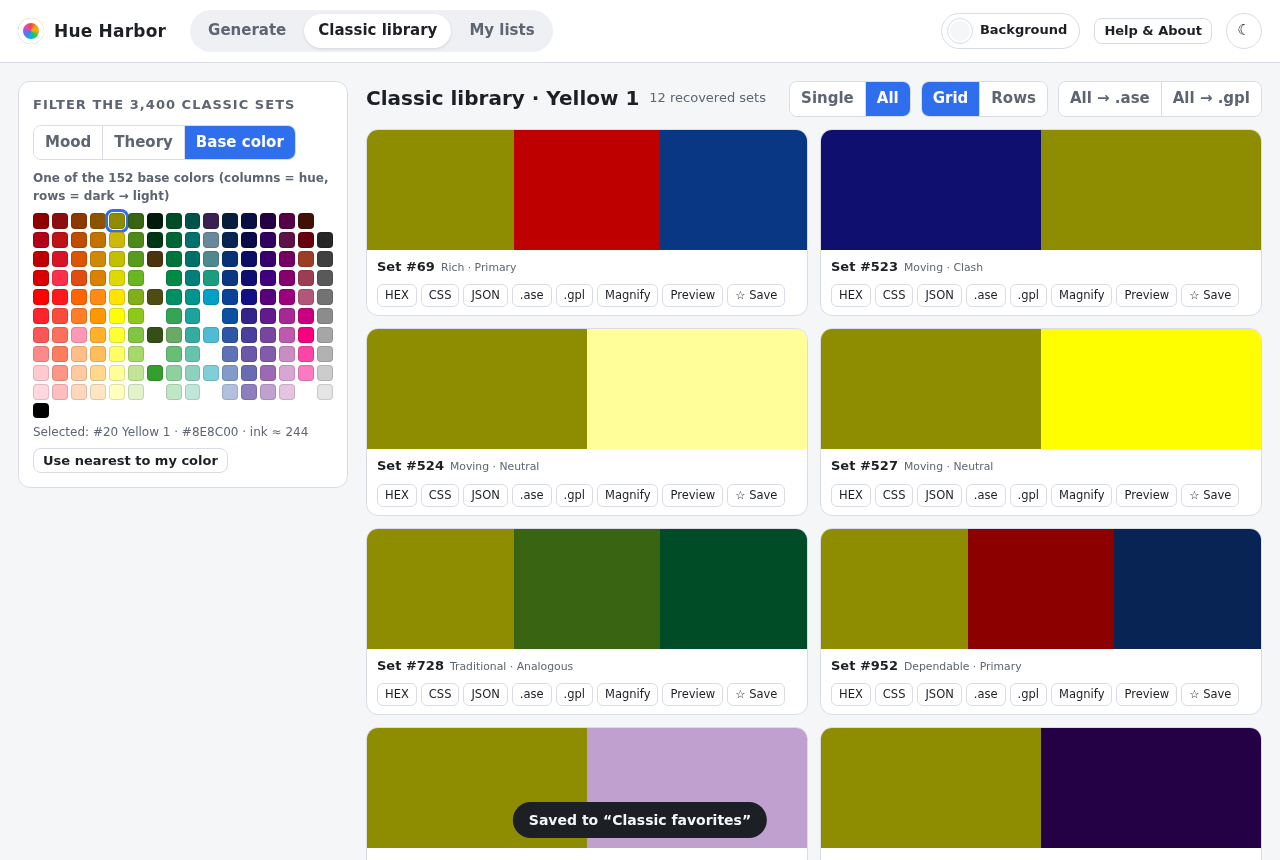 Hue Harbor
Generate
Classic library
My lists
Background
Help & About
☾
FILTER THE 3,400 CLASSIC SETS
Mood
Theory
Base color
One of the 152 base colors (columns = hue,
rows = dark → light)
Selected: #20 Yellow 1 · #8E8C00 · ink ≈ 244
Use nearest to my color
Classic library · Yellow 1
12 recovered sets
Single
All
Grid
Rows
All → .ase
All → .gpl
Set #69 Rich · Primary
HEX CSS JSON .ase .gpl Magnify Preview ☆ Save
Set #523 Moving · Clash
HEX CSS JSON .ase .gpl Magnify Preview ☆ Save
Set #524 Moving · Neutral
HEX CSS JSON .ase .gpl Magnify Preview ☆ Save
Set #527 Moving · Neutral
HEX CSS JSON .ase .gpl Magnify Preview ☆ Save
Set #728 Traditional · Analogous
HEX CSS JSON .ase .gpl Magnify Preview ☆ Save
Set #952 Dependable · Primary
HEX CSS JSON .ase .gpl Magnify Preview ☆ Save
Saved to “Classic favorites”